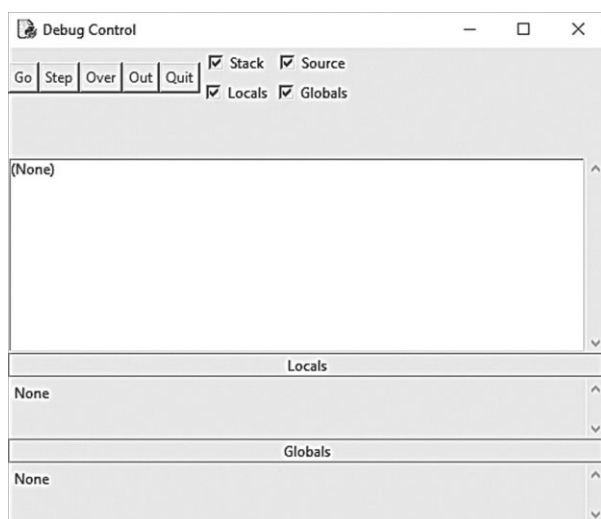 Debug Control
Go Step Over Out Quit
Stack Source
Locals Globals
(None)
Locals
None
Globals
None